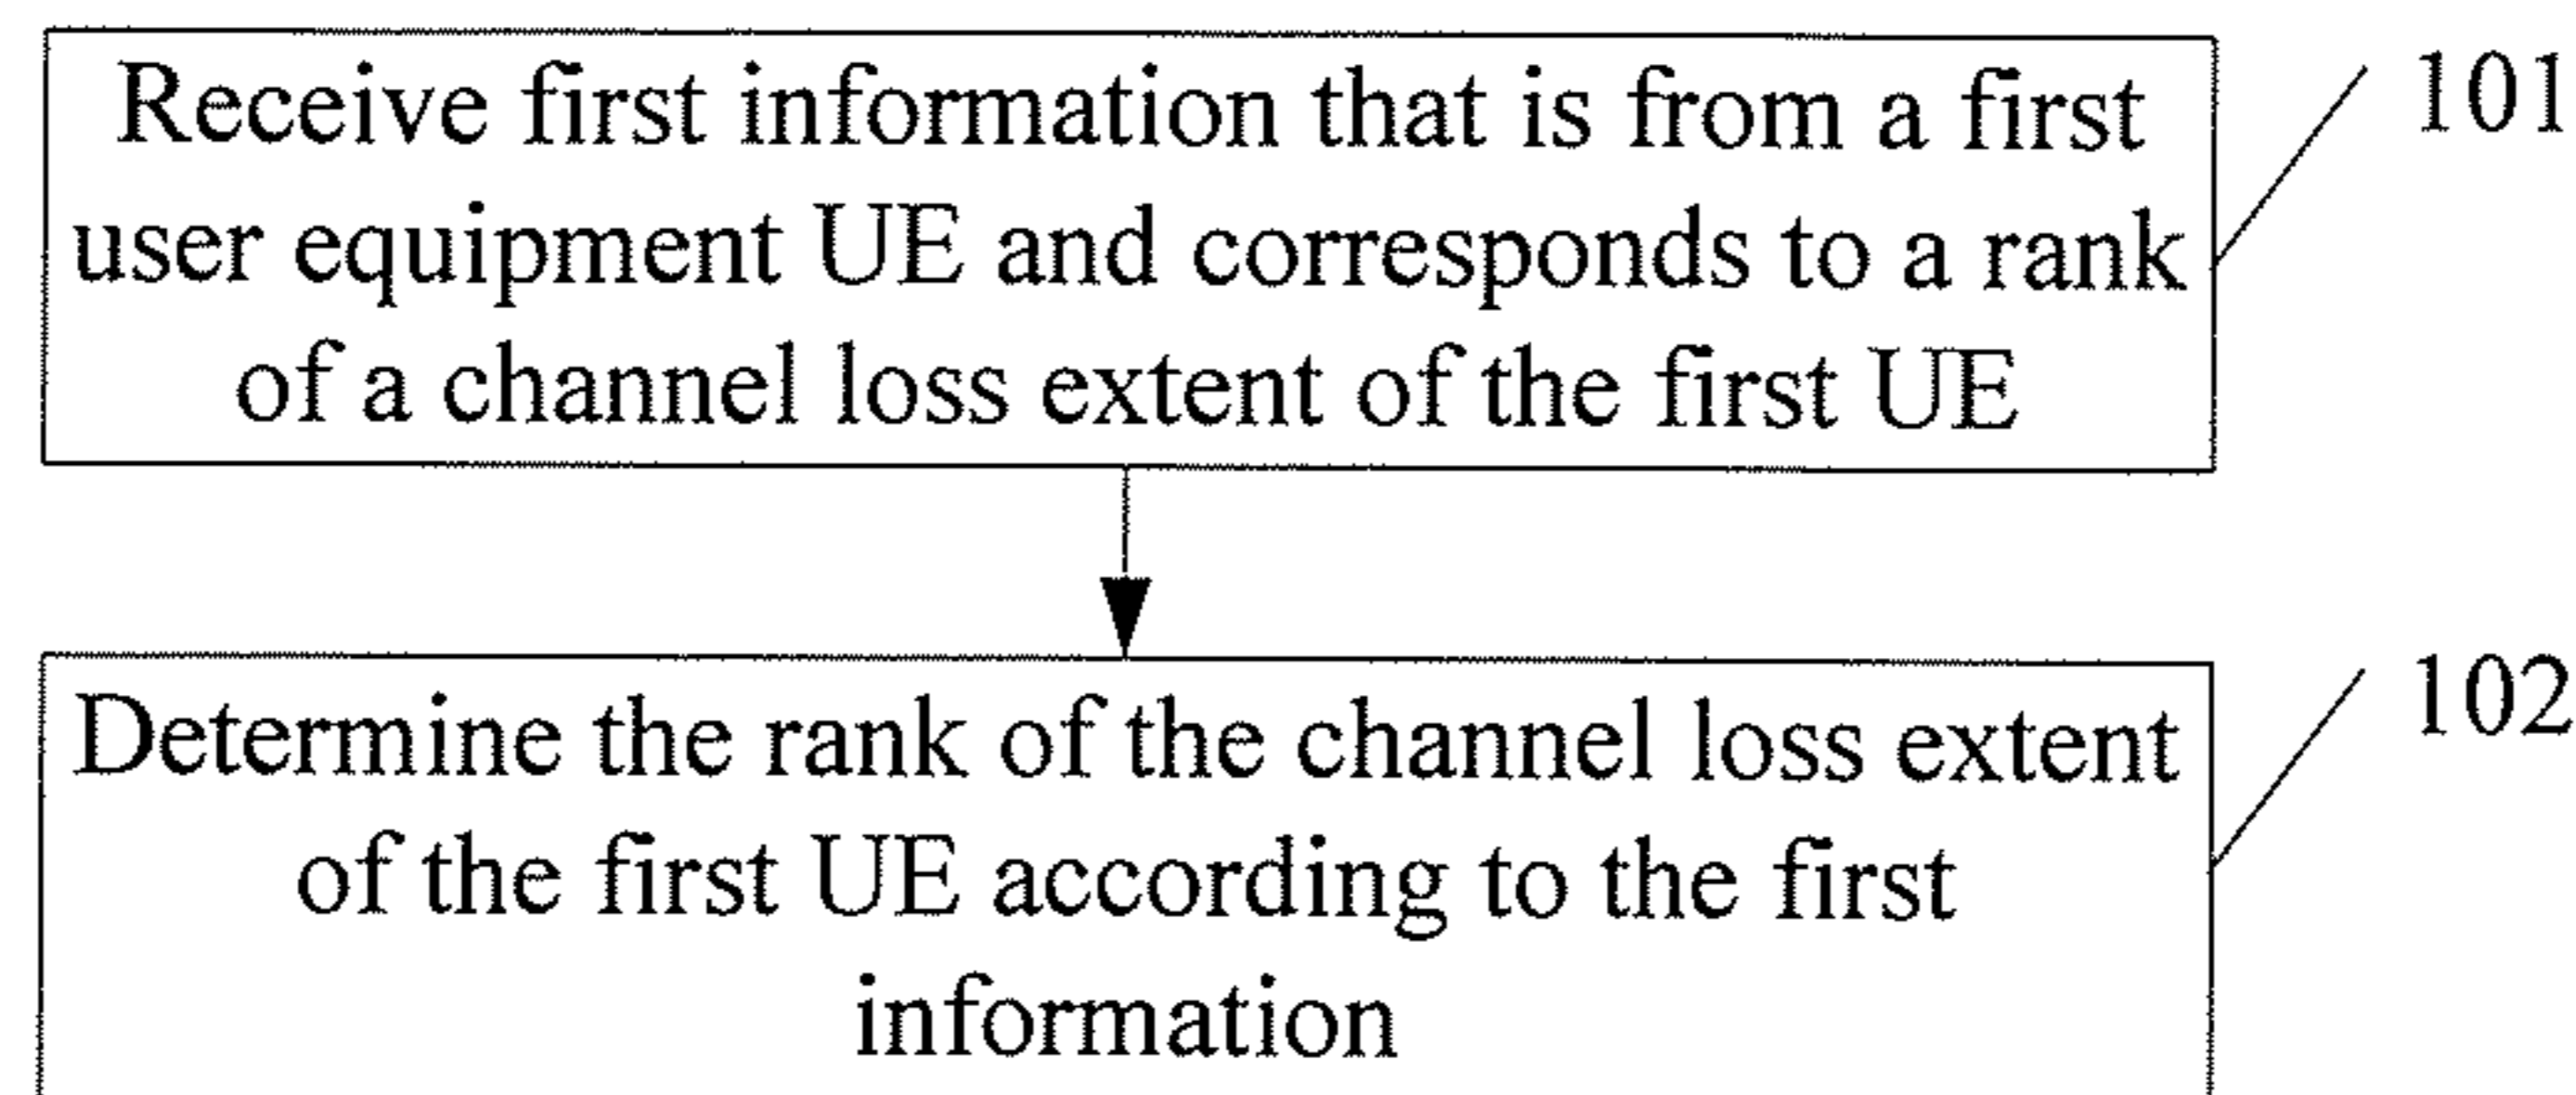 Receive first information that is from a first
101
user equipment UE and corresponds to a rank
of a channel loss extent of the first UE
Determine the rank of the channel loss extent
102
of the first UE according to the first
information